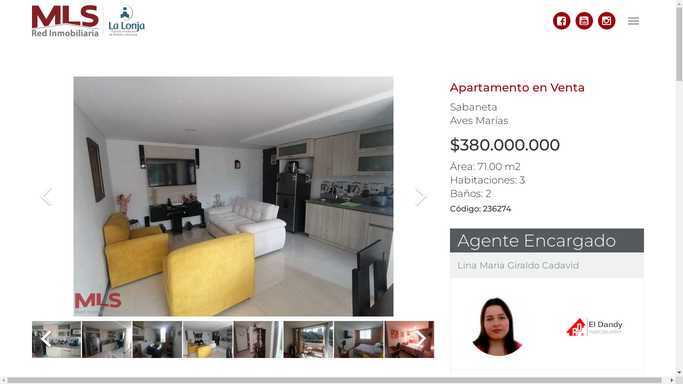 MLS
Red Inmobiliaria
La Lonja
Apartamento en Venta
Sabaneta
Aves Marías
$380.000.000
Área: 71.00 m2
Habitaciones: 3
Baños: 2
Código: 236274
Agente Encargado
Lina Maria Giraldo Cadavid
El Dandy
MLS